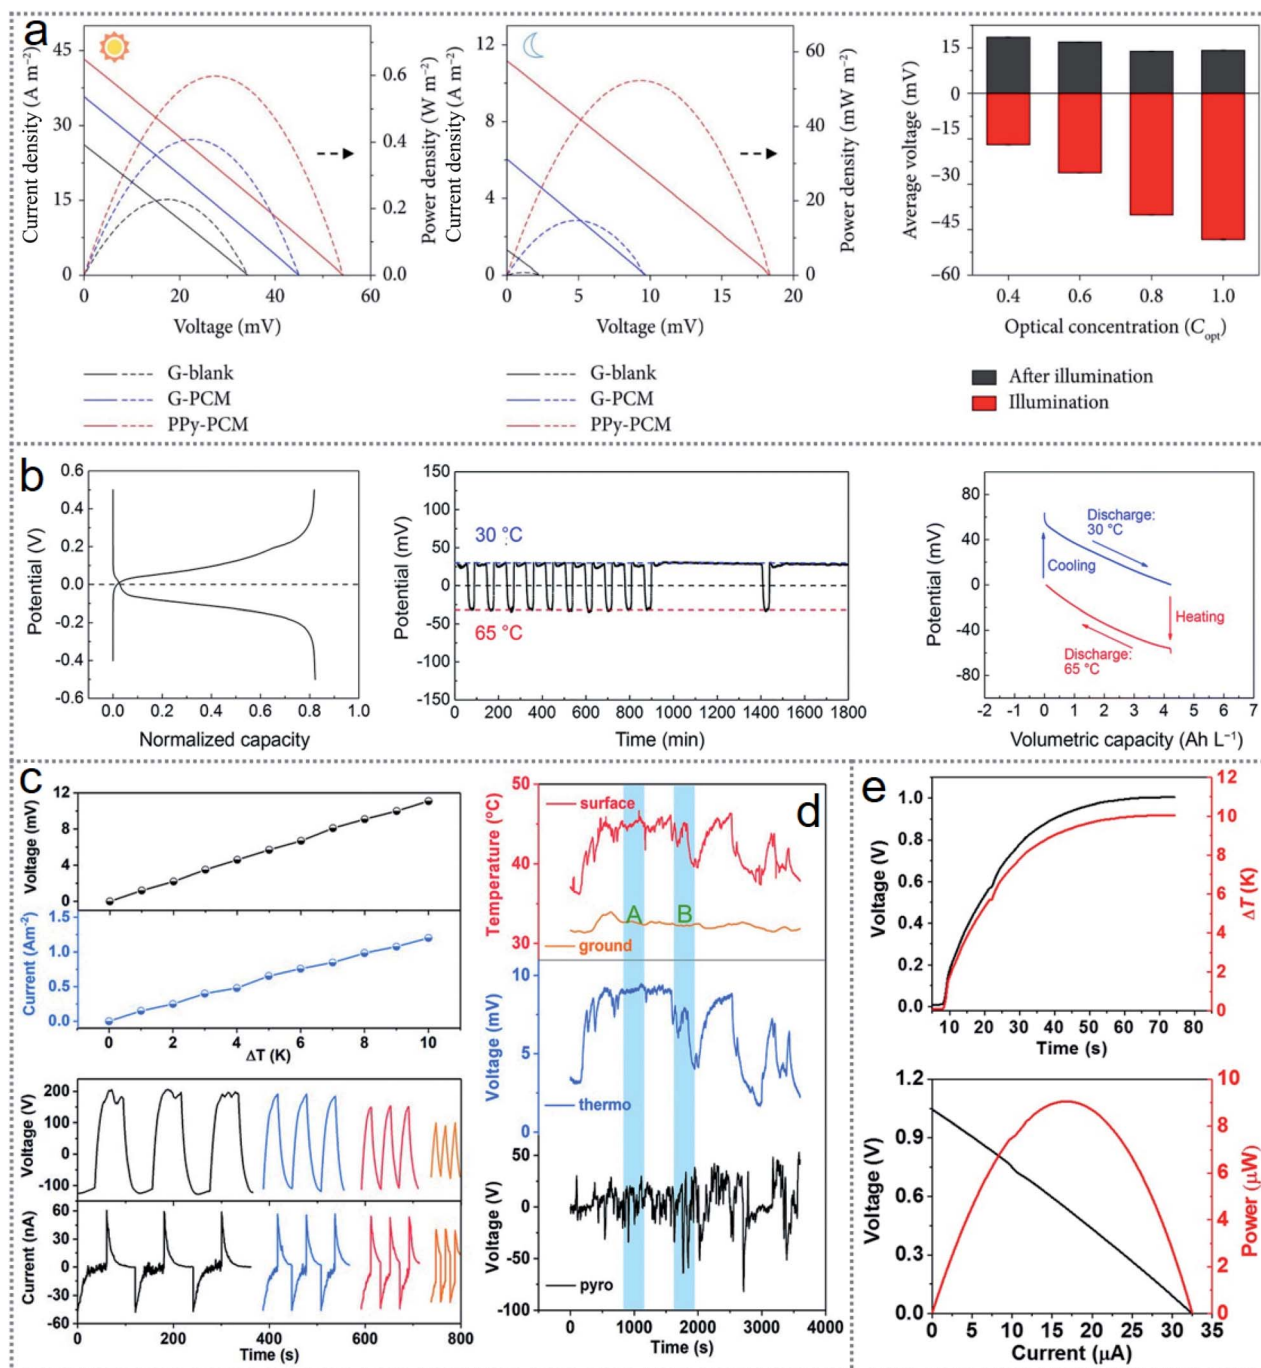 a
45
30
15
0
0
20
40
60
0.6
0.4
0.2
0.0
Current density (A m−2)
Power density (W m−2)
Voltage (mV)
G-blank
G-PCM
PPy-PCM
12
8
4
0
0
5
10
15
20
60
40
20
0
Current density (A m−2)
Power density (mW m−2)
Voltage (mV)
G-blank
G-PCM
PPy-PCM
15
0
−15
−30
−45
−60
0.4
0.6
0.8
1.0
Average voltage (mV)
Optical concentration (Copt)
After illumination
Illumination
b
0.6
0.4
0.2
0.0
-0.2
-0.4
-0.6
0.0
0.2
0.4
0.6
0.8
1.0
Potential (V)
Normalized capacity
150
100
50
0
-50
-100
-150
0
200
400
600
800
1000
1200
1400
1600
1800
30 °C
65 °C
Potential (mV)
Time (min)
80
40
0
-40
-80
-2
-1
0
1
2
3
4
5
6
7
Discharge:
30 °C
Cooling
Heating
Discharge:
65 °C
Potential (mV)
Volumetric capacity (Ah L−1)
c
12
8
4
0
Voltage (mV)
1.5
1.0
0.5
0.0
Current (Am-2)
0
2
4
6
8
10
ΔT (K)
200
100
0
-100
Voltage (V)
60
30
0
-30
-60
Current (nA)
0
200
400
600
800
Time (s)
d
50
40
30
Temperature (ºC)
surface
A
B
ground
10
5
0
Voltage (mV)
thermo
50
0
-50
-100
Voltage (V)
pyro
0
1000
2000
3000
4000
Time (s)
e
1.0
0.8
0.6
0.4
0.2
0.0
Voltage (V)
12
10
8
6
4
2
0
ΔT (K)
10
20
30
40
50
60
70
80
Time (s)
1.2
0.9
0.6
0.3
0.0
Voltage (V)
10
8
6
4
2
0
Power (μW)
0
5
10
15
20
25
30
35
Current (μA)